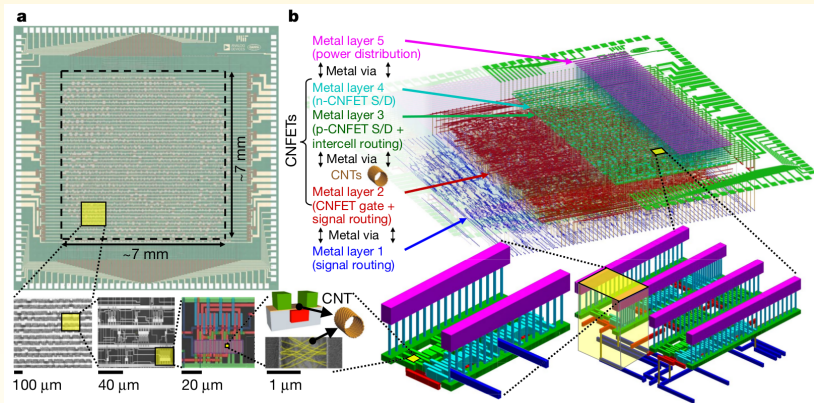 a
~7 mm
~7 mm
100 μm
40 μm
20 μm
1 μm
CNT
b
Metal layer 5
(power distribution)
Metal via
Metal layer 4
(n-CNFET S/D)
Metal layer 3
(p-CNFET S/D +
intercell routing)
Metal via
CNTs
Metal layer 2
(CNFET gate +
signal routing)
Metal via
Metal layer 1
(signal routing)
CNFETs